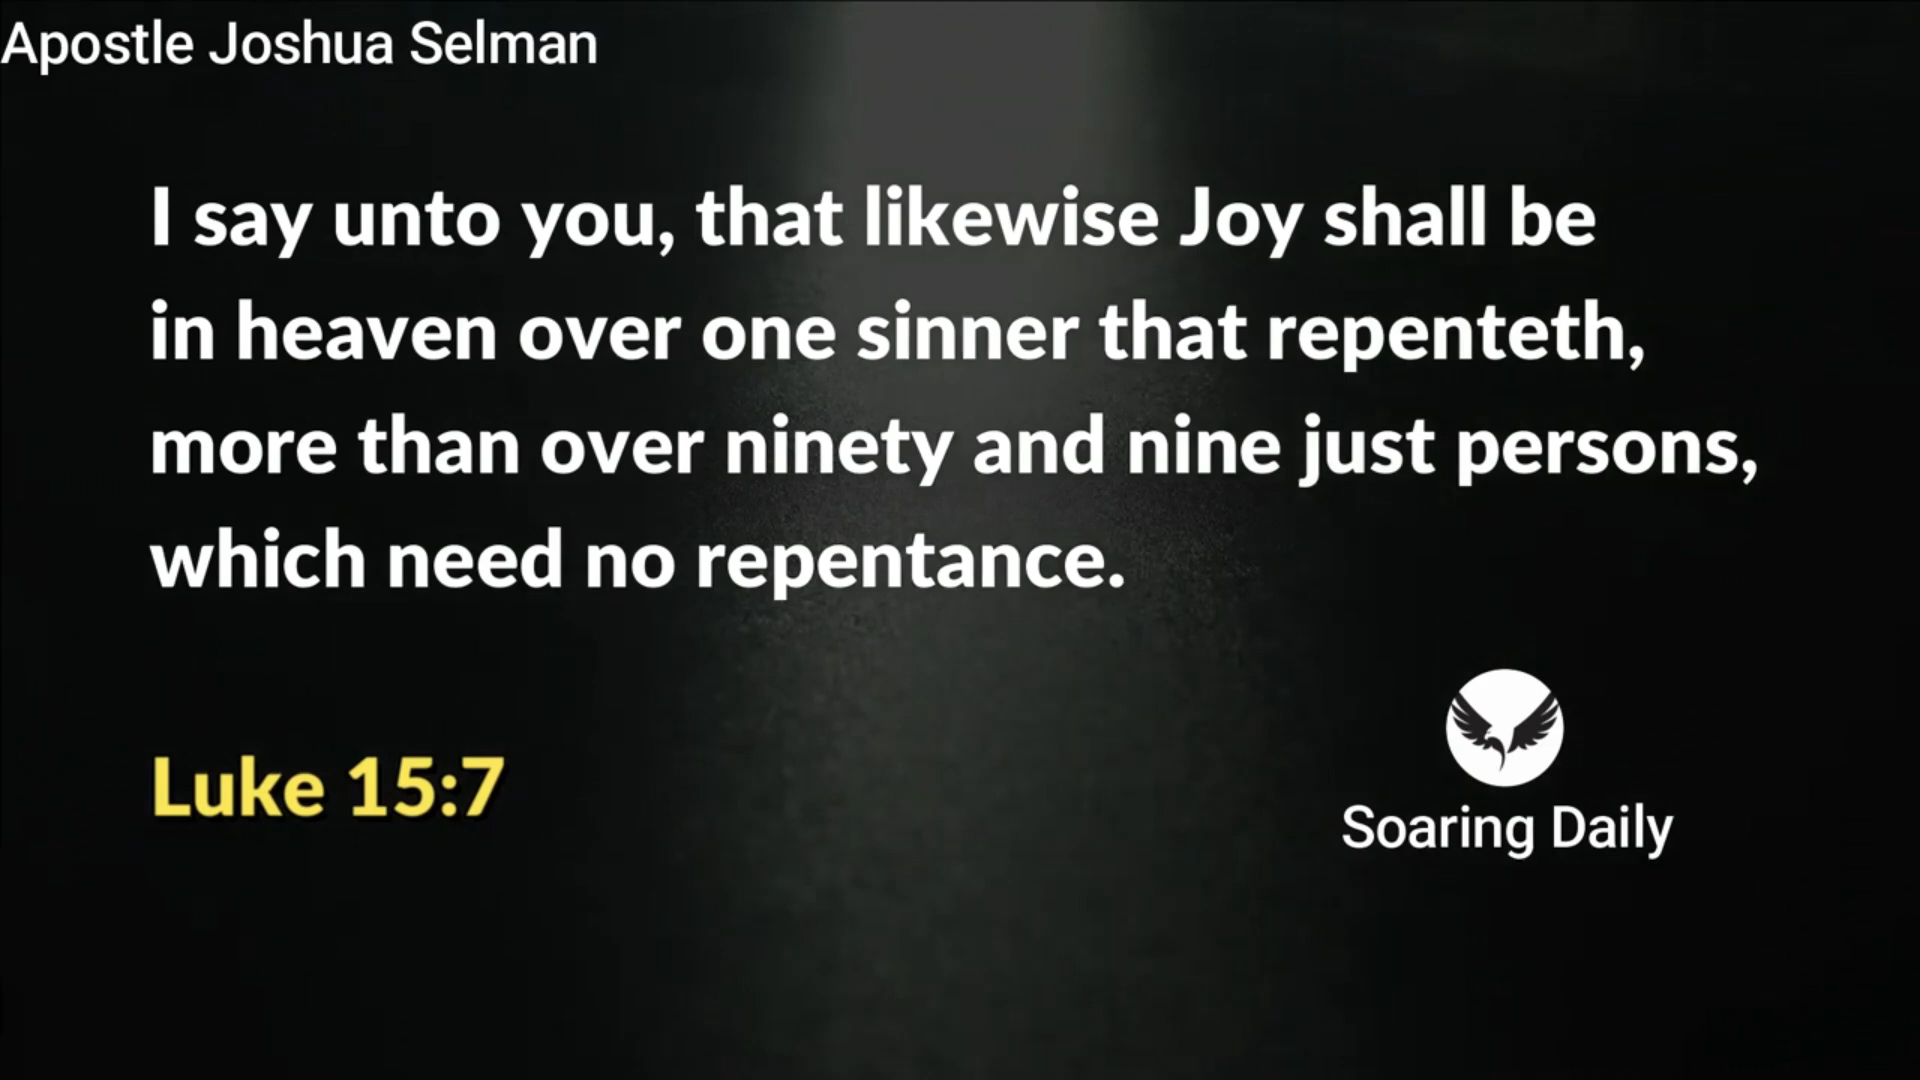 Apostle Joshua Selman
I say unto you, that likewise Joy shall be
in heaven over one sinner that repenteth,
more than over ninety and nine just persons,
which need no repentance.
Luke 15:7
Soaring Daily